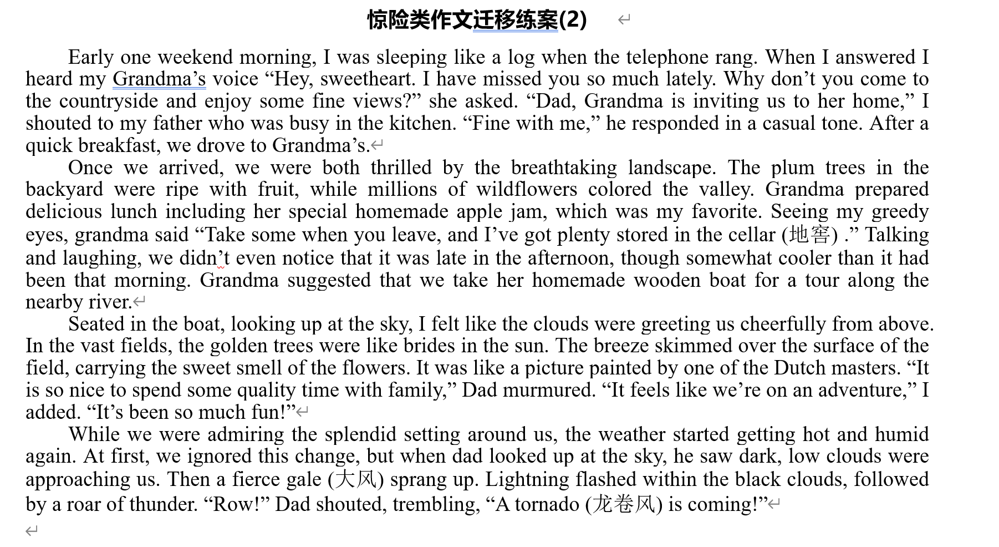 惊险类作文迁移练案(2)
Early one weekend morning, I was sleeping like a log when the telephone rang. When I answered I
heard my Grandma’s voice “Hey, sweetheart. I have missed you so much lately. Why don’t you come to
the countryside and enjoy some fine views?” she asked. “Dad, Grandma is inviting us to her home,” I
shouted to my father who was busy in the kitchen. “Fine with me,” he responded in a casual tone. After a
quick breakfast, we drove to Grandma’s.
Once we arrived, we were both thrilled by the breathtaking landscape. The plum trees in the
backyard were ripe with fruit, while millions of wildflowers colored the valley. Grandma prepared
delicious lunch including her special homemade apple jam, which was my favorite. Seeing my greedy
eyes, grandma said “Take some when you leave, and I’ve got plenty stored in the cellar (地窖) .” Talking
and laughing, we didn’t even notice that it was late in the afternoon, though somewhat cooler than it had
been that morning. Grandma suggested that we take her homemade wooden boat for a tour along the
nearby river.
Seated in the boat, looking up at the sky, I felt like the clouds were greeting us cheerfully from above.
In the vast fields, the golden trees were like brides in the sun. The breeze skimmed over the surface of the
field, carrying the sweet smell of the flowers. It was like a picture painted by one of the Dutch masters. “It
is so nice to spend some quality time with family,” Dad murmured. “It feels like we’re on an adventure,” I
added. “It’s been so much fun!”
While we were admiring the splendid setting around us, the weather started getting hot and humid
again. At first, we ignored this change, but when dad looked up at the sky, he saw dark, low clouds were
approaching us. Then a fierce gale (大风) sprang up. Lightning flashed within the black clouds, followed
by a roar of thunder. “Row!” Dad shouted, trembling, “A tornado (龙卷风) is coming!”